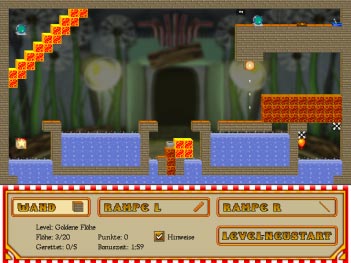 WAND
RAMPE L
RAMPE R
Level: Goldene Flöhe
Flöhe: 3/20
Punkte: 0
Hinweise
Gerettet: 0/5
Bonuszeit: 1:59
LEVELNEUSTART